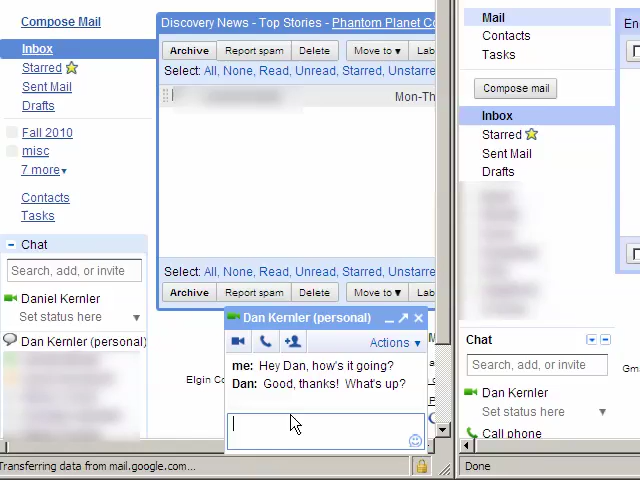 Compose Mail
Inbox
Starred
Sent Mail
Drafts
Fall 2010
misc
7 more▾
Contacts
Tasks
Chat
Search, add, or invite
Daniel Kernler
Set status here
Dan Kernler (personal)
Discovery News - Top Stories - Phantom Planet Co
Archive Report spam Delete Move to ▾ Lab
Select: All, None, Read, Unread, Starred, Unstarre
Mon-Th
Select: All, None, Read, Unread, Starred, Unstarre
Archive Report spam Delete Move to ▾ Lab
Elgin Co
Dan Kernler (personal)
Actions ▾
me: Hey Dan, how's it going?
Dan: Good, thanks! What's up?
Transferring data from mail.google.com...
Mail
Contacts
Tasks
Compose mail
Inbox
Starred
Sent Mail
Drafts
Chat
Search, add, or invite
Dan Kernler
Set status here
Call phone
Done